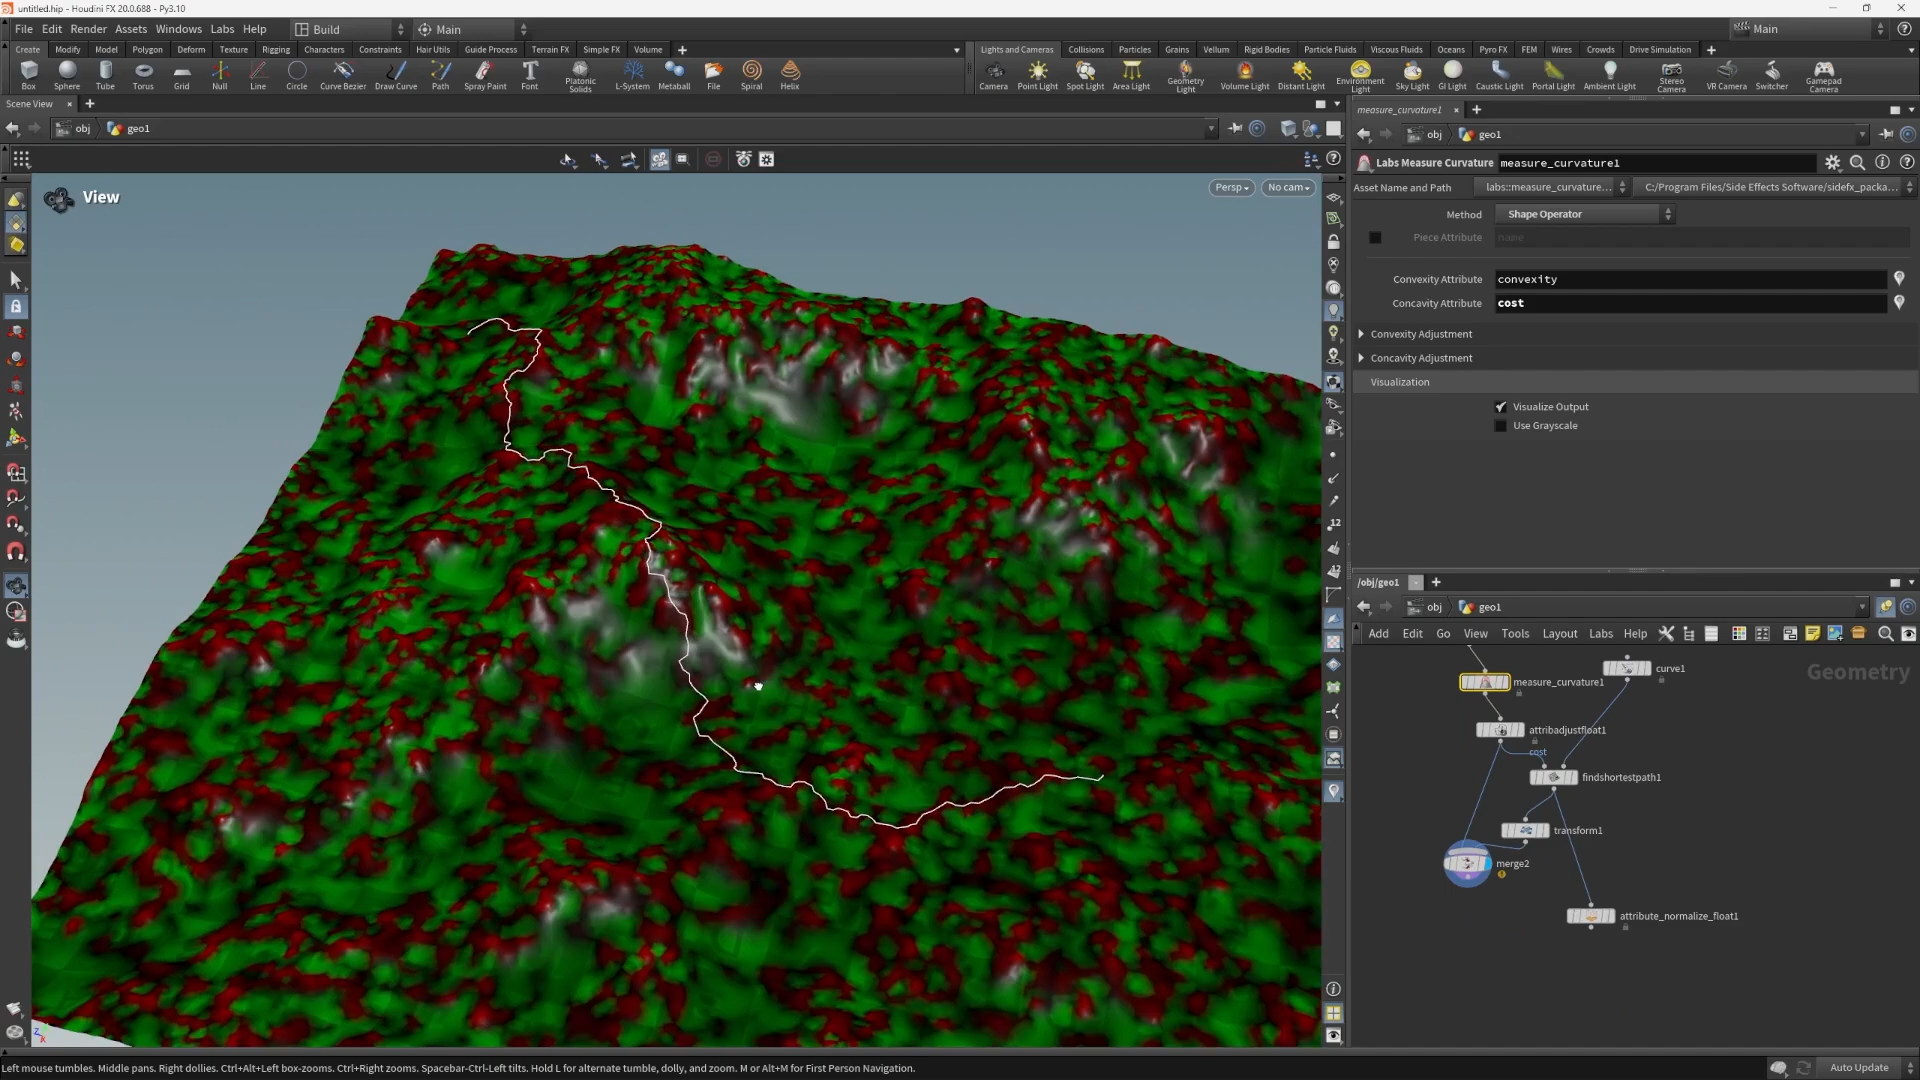 untitled.hip - Houdini FX 20.0.688 - Py3.10
File Edit Render Assets Windows Labs Help Build Main Main
Create Modify Model Polygon Deform Texture Rigging Characters Constraints Hair Utils Guide Process Terrain FX Simple FX Volume
Lights and Cameras Collisions Particles Grains Vellum Rigid Bodies Particle Fluids Viscous Fluids Oceans Pyro FX FEM Wires Crowds Drive Simulation
Box Sphere Tube Torus Grid Null Line Circle Curve Bezier Draw Curve Path Spray Paint Font Platonic Solids L-System Metaball File Spiral Helix
Camera Point Light Spot Light Area Light Geometry Light Volume Light Distant Light Environment Light Sky Light GI Light Caustic Light Portal Light Ambient Light Stereo Camera VR Camera Switcher Gamepad Camera
Scene View
obj geo1
View
Persp No cam
12
12
measure_curvature1
obj geo1
Labs Measure Curvature measure_curvature1
Asset Name and Path labs::measure_curvature... C:/Program Files/Side Effects Software/sidefx_packa...
Method Shape Operator
Piece Attribute name
Convexity Attribute convexity
Concavity Attribute cost
Convexity Adjustment
Concavity Adjustment
Visualization
Visualize Output
Use Grayscale
/obj/geo1
obj geo1
Add Edit Go View Tools Layout Labs Help
Geometry
curve1
measure_curvature1
attribadjustfloat1
cost
findshortestpath1
transform1
merge2
attribute_normalize_float1
Z X
Left mouse tumbles. Middle pans. Right dollies. Ctrl+Alt+Left box-zooms. Ctrl+Right zooms. Spacebar-Ctrl-Left tilts. Hold L for alternate tumble, dolly, and zoom. M or Alt+M for First Person Navigation.
Auto Update